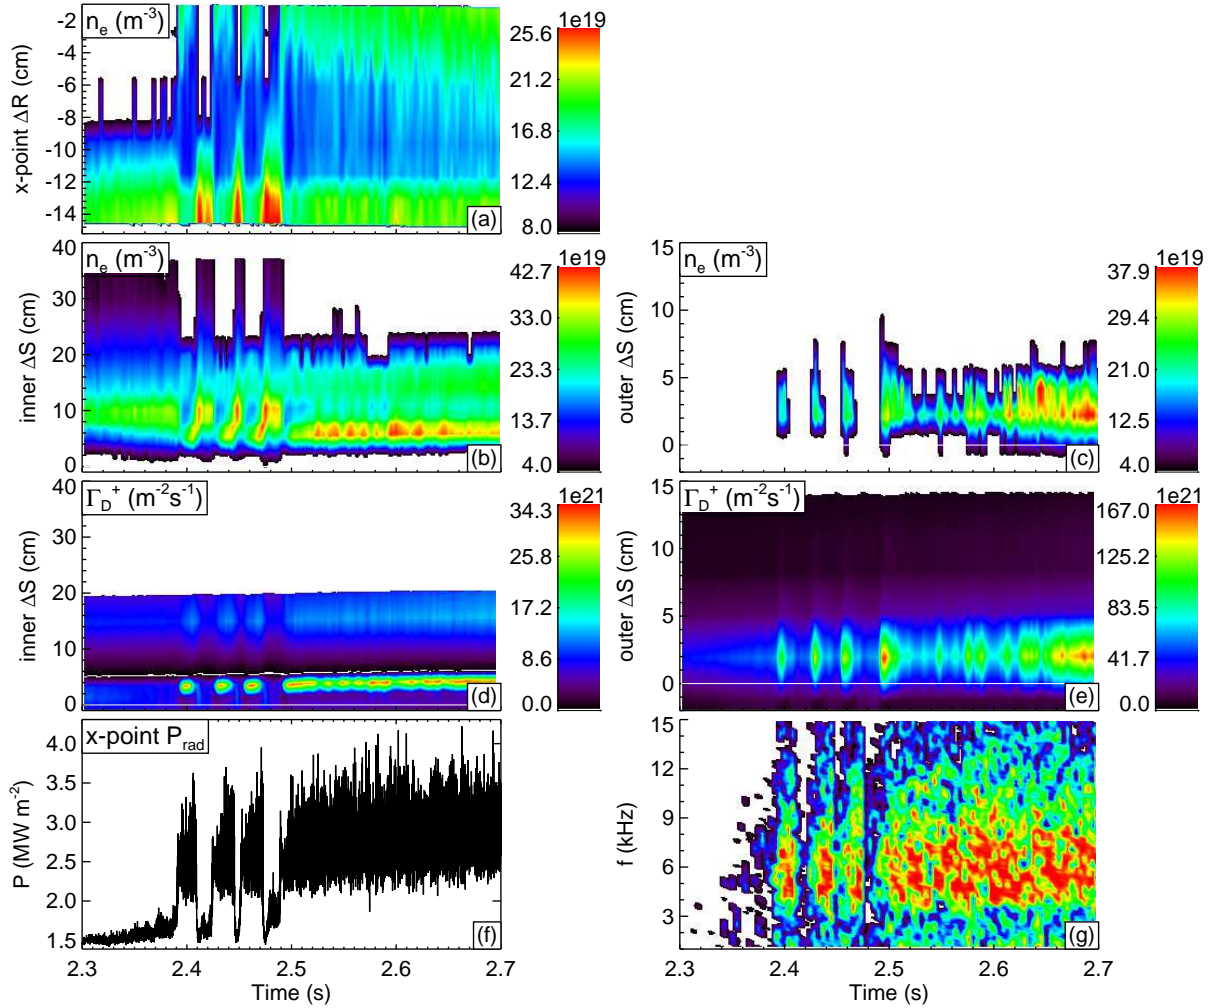 n_e (m^-3)
1e19
x-point ΔR (cm)
-2
-4
-6
-8
-10
-12
-14
25.6
21.2
16.8
12.4
8.0
(a)
n_e (m^-3)
1e19
inner ΔS (cm)
40
30
20
10
0
42.7
33.0
23.4
13.7
4.0
(b)
n_e (m^-3)
1e19
outer ΔS (cm)
15
10
5
0
37.9
29.4
21.0
12.5
4.0
(c)
Γ_D^+ (m^-2s^-1)
1e21
inner ΔS (cm)
40
30
20
10
0
34.3
25.8
17.2
8.6
0.0
(d)
Γ_D^+ (m^-2s^-1)
1e21
outer ΔS (cm)
15
10
5
0
167.0
125.2
83.5
41.7
0.0
(e)
x-point P_rad
P (MW m^-2)
4.0
3.5
3.0
2.5
2.0
1.5
(f)
2.3 2.4 2.5 2.6 2.7
Time (s)
f (kHz)
15
12
9
6
3
(g)
2.3 2.4 2.5 2.6 2.7
Time (s)